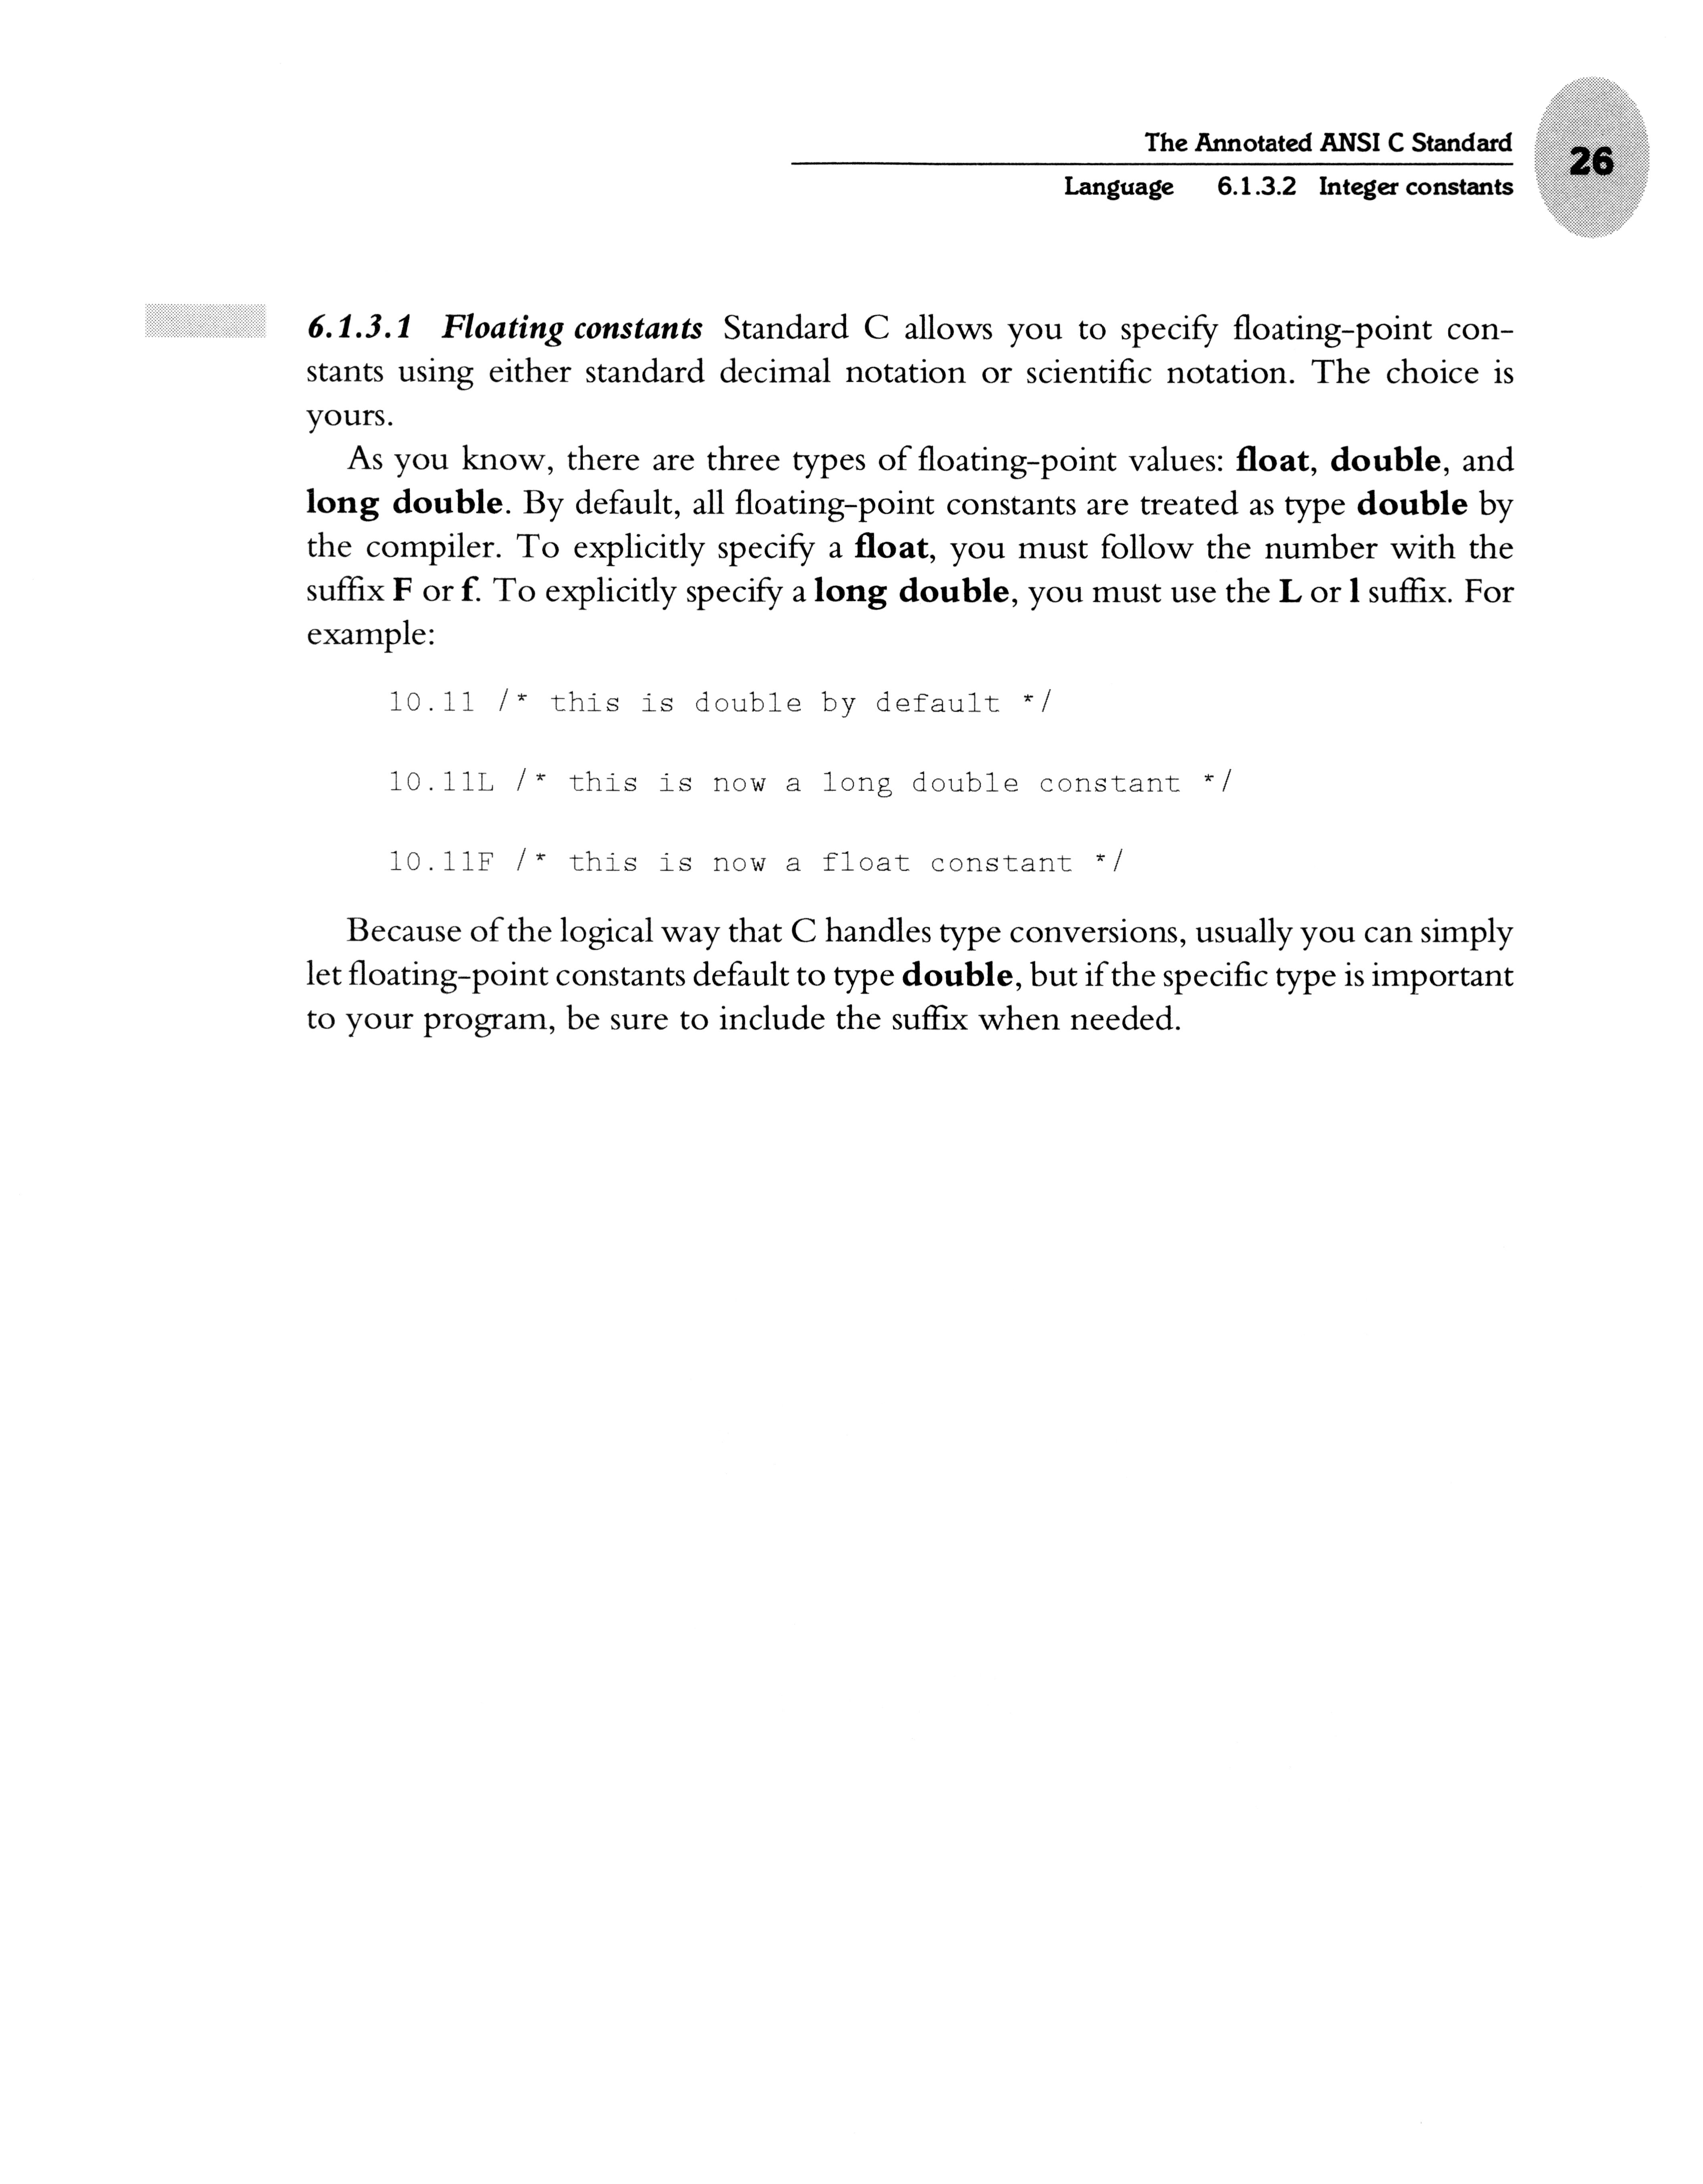 The Annotated ANSI C Standard
26
Language 6.1.3.2 Integer constants
6.1.3.1 Floating constants Standard C allows you to specify floating-point con-
stants using either standard decimal notation or scientific notation. The choice is
yours.
As you know, there are three types of floating-point values: float, double, and
long double. By default, all floating-point constants are treated as type double by
the compiler. To explicitly specify a float, you must follow the number with the
suffix F or f. To explicitly specify a long double, you must use the L or l suffix. For
example:
10.11 /* this is double by default */
10.11L /* this is now a long double constant */
10.11F /* this is now a float constant */
Because of the logical way that C handles type conversions, usually you can simply
let floating-point constants default to type double, but if the specific type is important
to your program, be sure to include the suffix when needed.